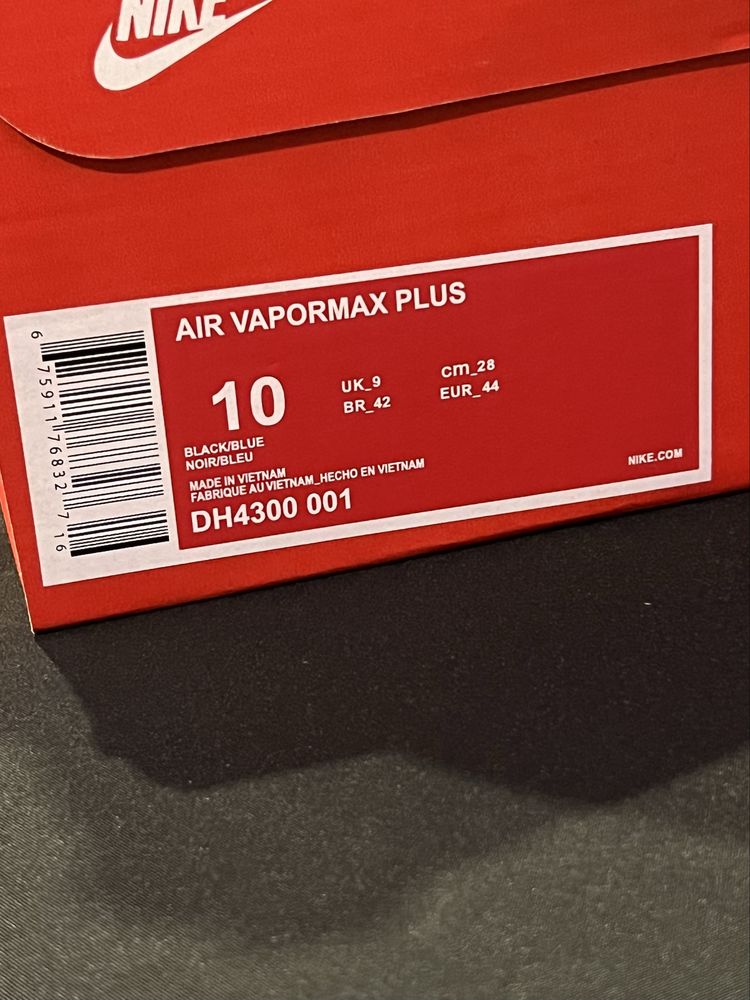 NIKE
AIR VAPORMAX PLUS
10
UK_9
cm_28
BR_42
EUR_44
BLACK/BLUE
NOIR/BLEU
MADE IN VIETNAM
FABRIQUE AU VIETNAM_HECHO EN VIETNAM
NIKE.COM
DH4300 001
6 75911 76832 7 16